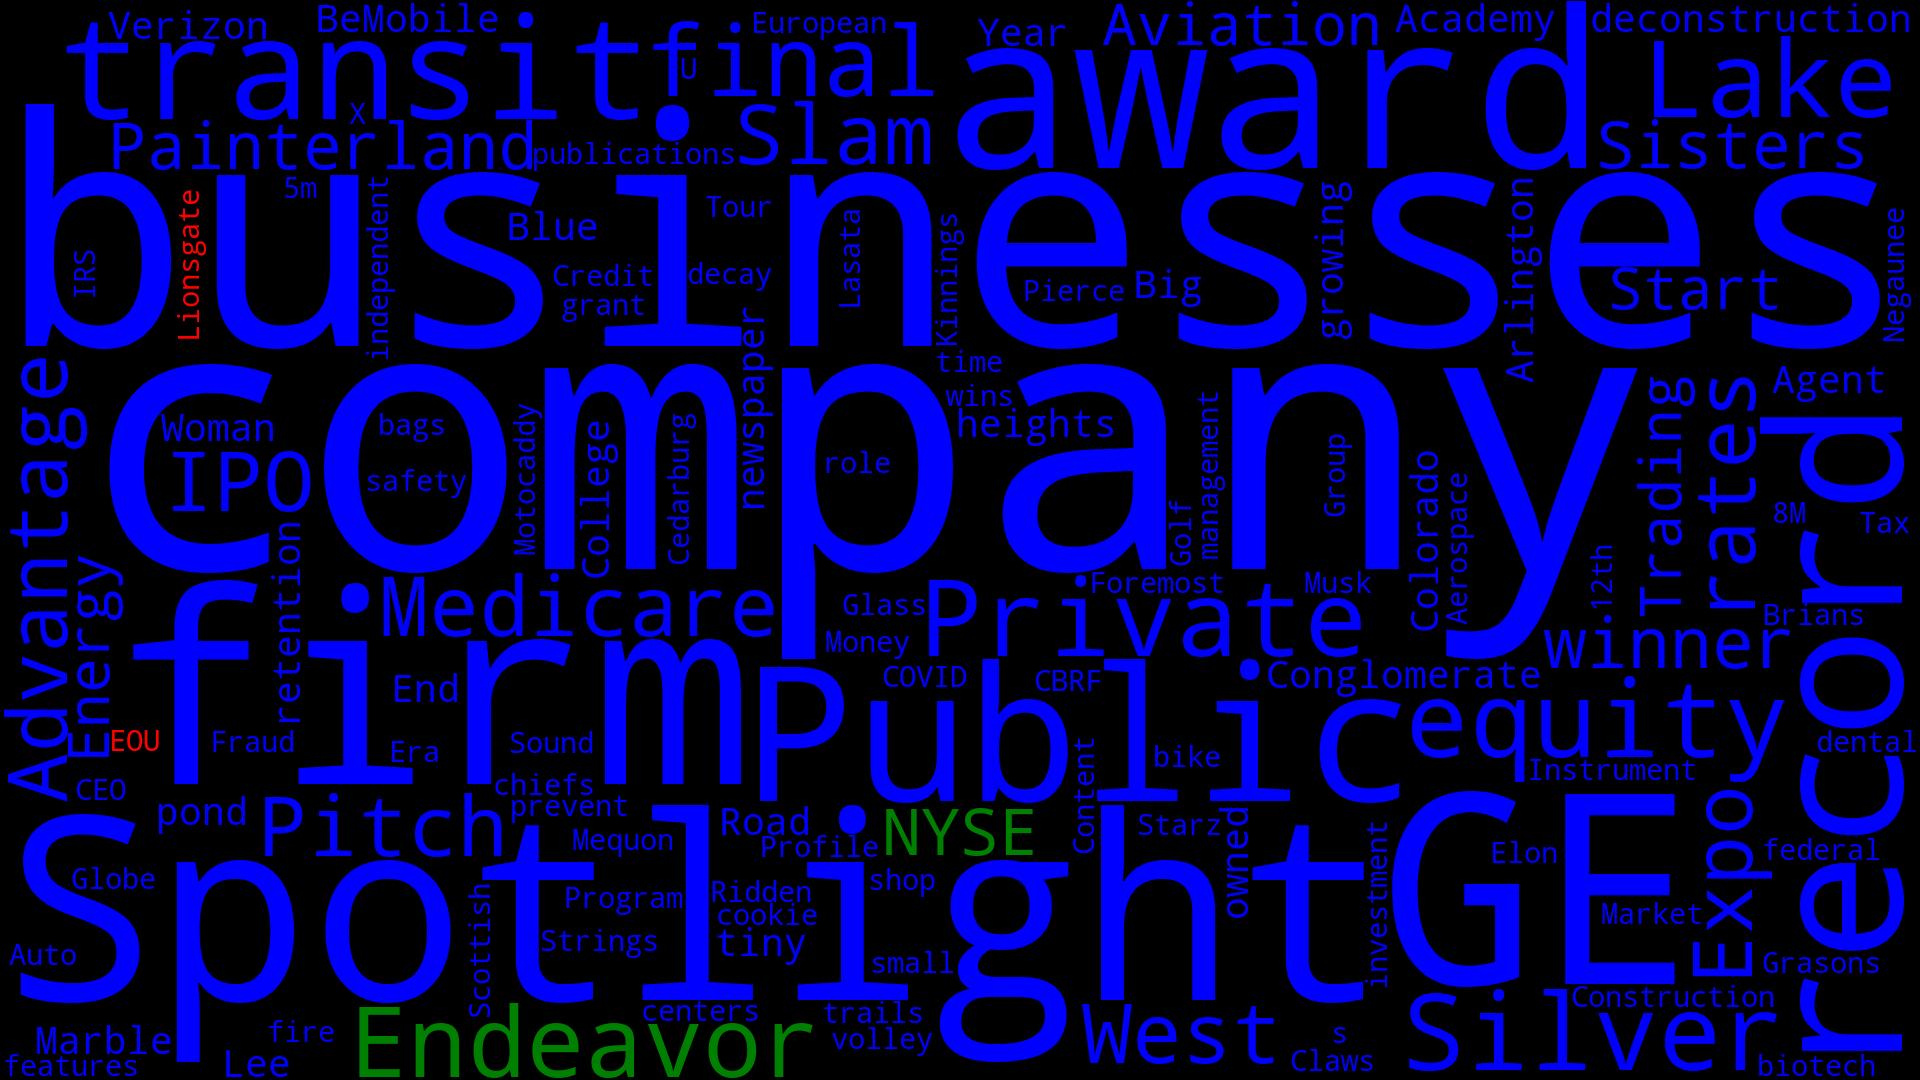 Verizon
BeMobile
transit
final
European
Year
Aviation
Academy
deconstruction
award
Lake
U
X
Painterland
publications
Slam
Sisters
businesses
5m
Tour
Blue
IRS
Lionsgate
independent
Credit
decay
grant
Lasata
Kinnings
Pierce
Big
growing
Arlington
Start
Negaunee
newspaper
time
wins
heights
company
Woman
bags
IPO
safety
Motocaddy
College
Cedarburg
role
Golf
management
Group
Colorado
Aerospace
Trading
rates
Agent
8M
Tax
record
12th
Advantage
Energy
retention
Medicare
Glass
Money
Private
Foremost
Musk
Brians
winner
firm
End
COVID
CBRF
Conglomerate
Public
equity
EOU
Fraud
Era
Sound
bike
Content
dental
Instrument
CEO
chiefs
prevent
pond
Pitch
Mequon
Road
Profile
NYSE
Starz
owned
investment
GE
Elon
Expo
federal
Spotlight
Globe
Program
Ridden
shop
cookie
Market
Scottish
Strings
tiny
Auto
small
Grasons
Construction
Endeavor
centers
trails
volley
West
s
Claws
Silver
Marble
fire
features
Lee
biotech